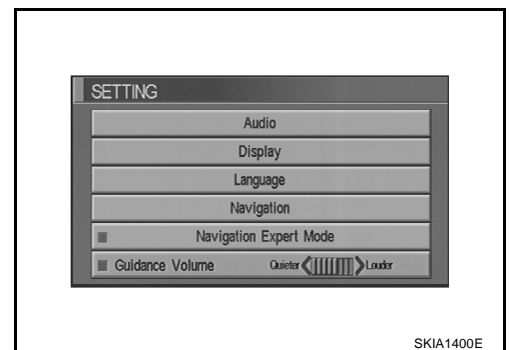 SETTING
Audio
Display
Language
Navigation
Navigation Expert Mode
Guidance Volume Quieter Louder
SKIA1400E